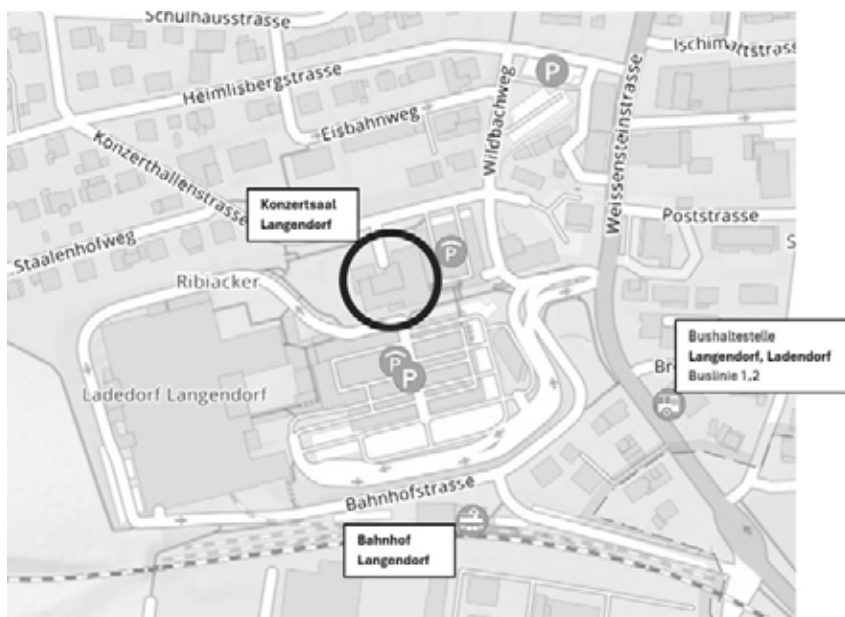 Schulhausstrasse
Ischimattstrasse
Heimlisbergstrasse
P
Eisbahnweg
Wildbachweg
Weissensteinstrasse
Konzerthallenstrasse
Konzertsaal
Langendorf
Poststrasse
Staalenhofweg
P
S
Ribiacker
Bushaltestelle
Langendorf, Ladendorf
Buslinie 1,2
P
P
Br
Ladedorf Langendorf
Bahnhofstrasse
Bahnhof
Langendorf